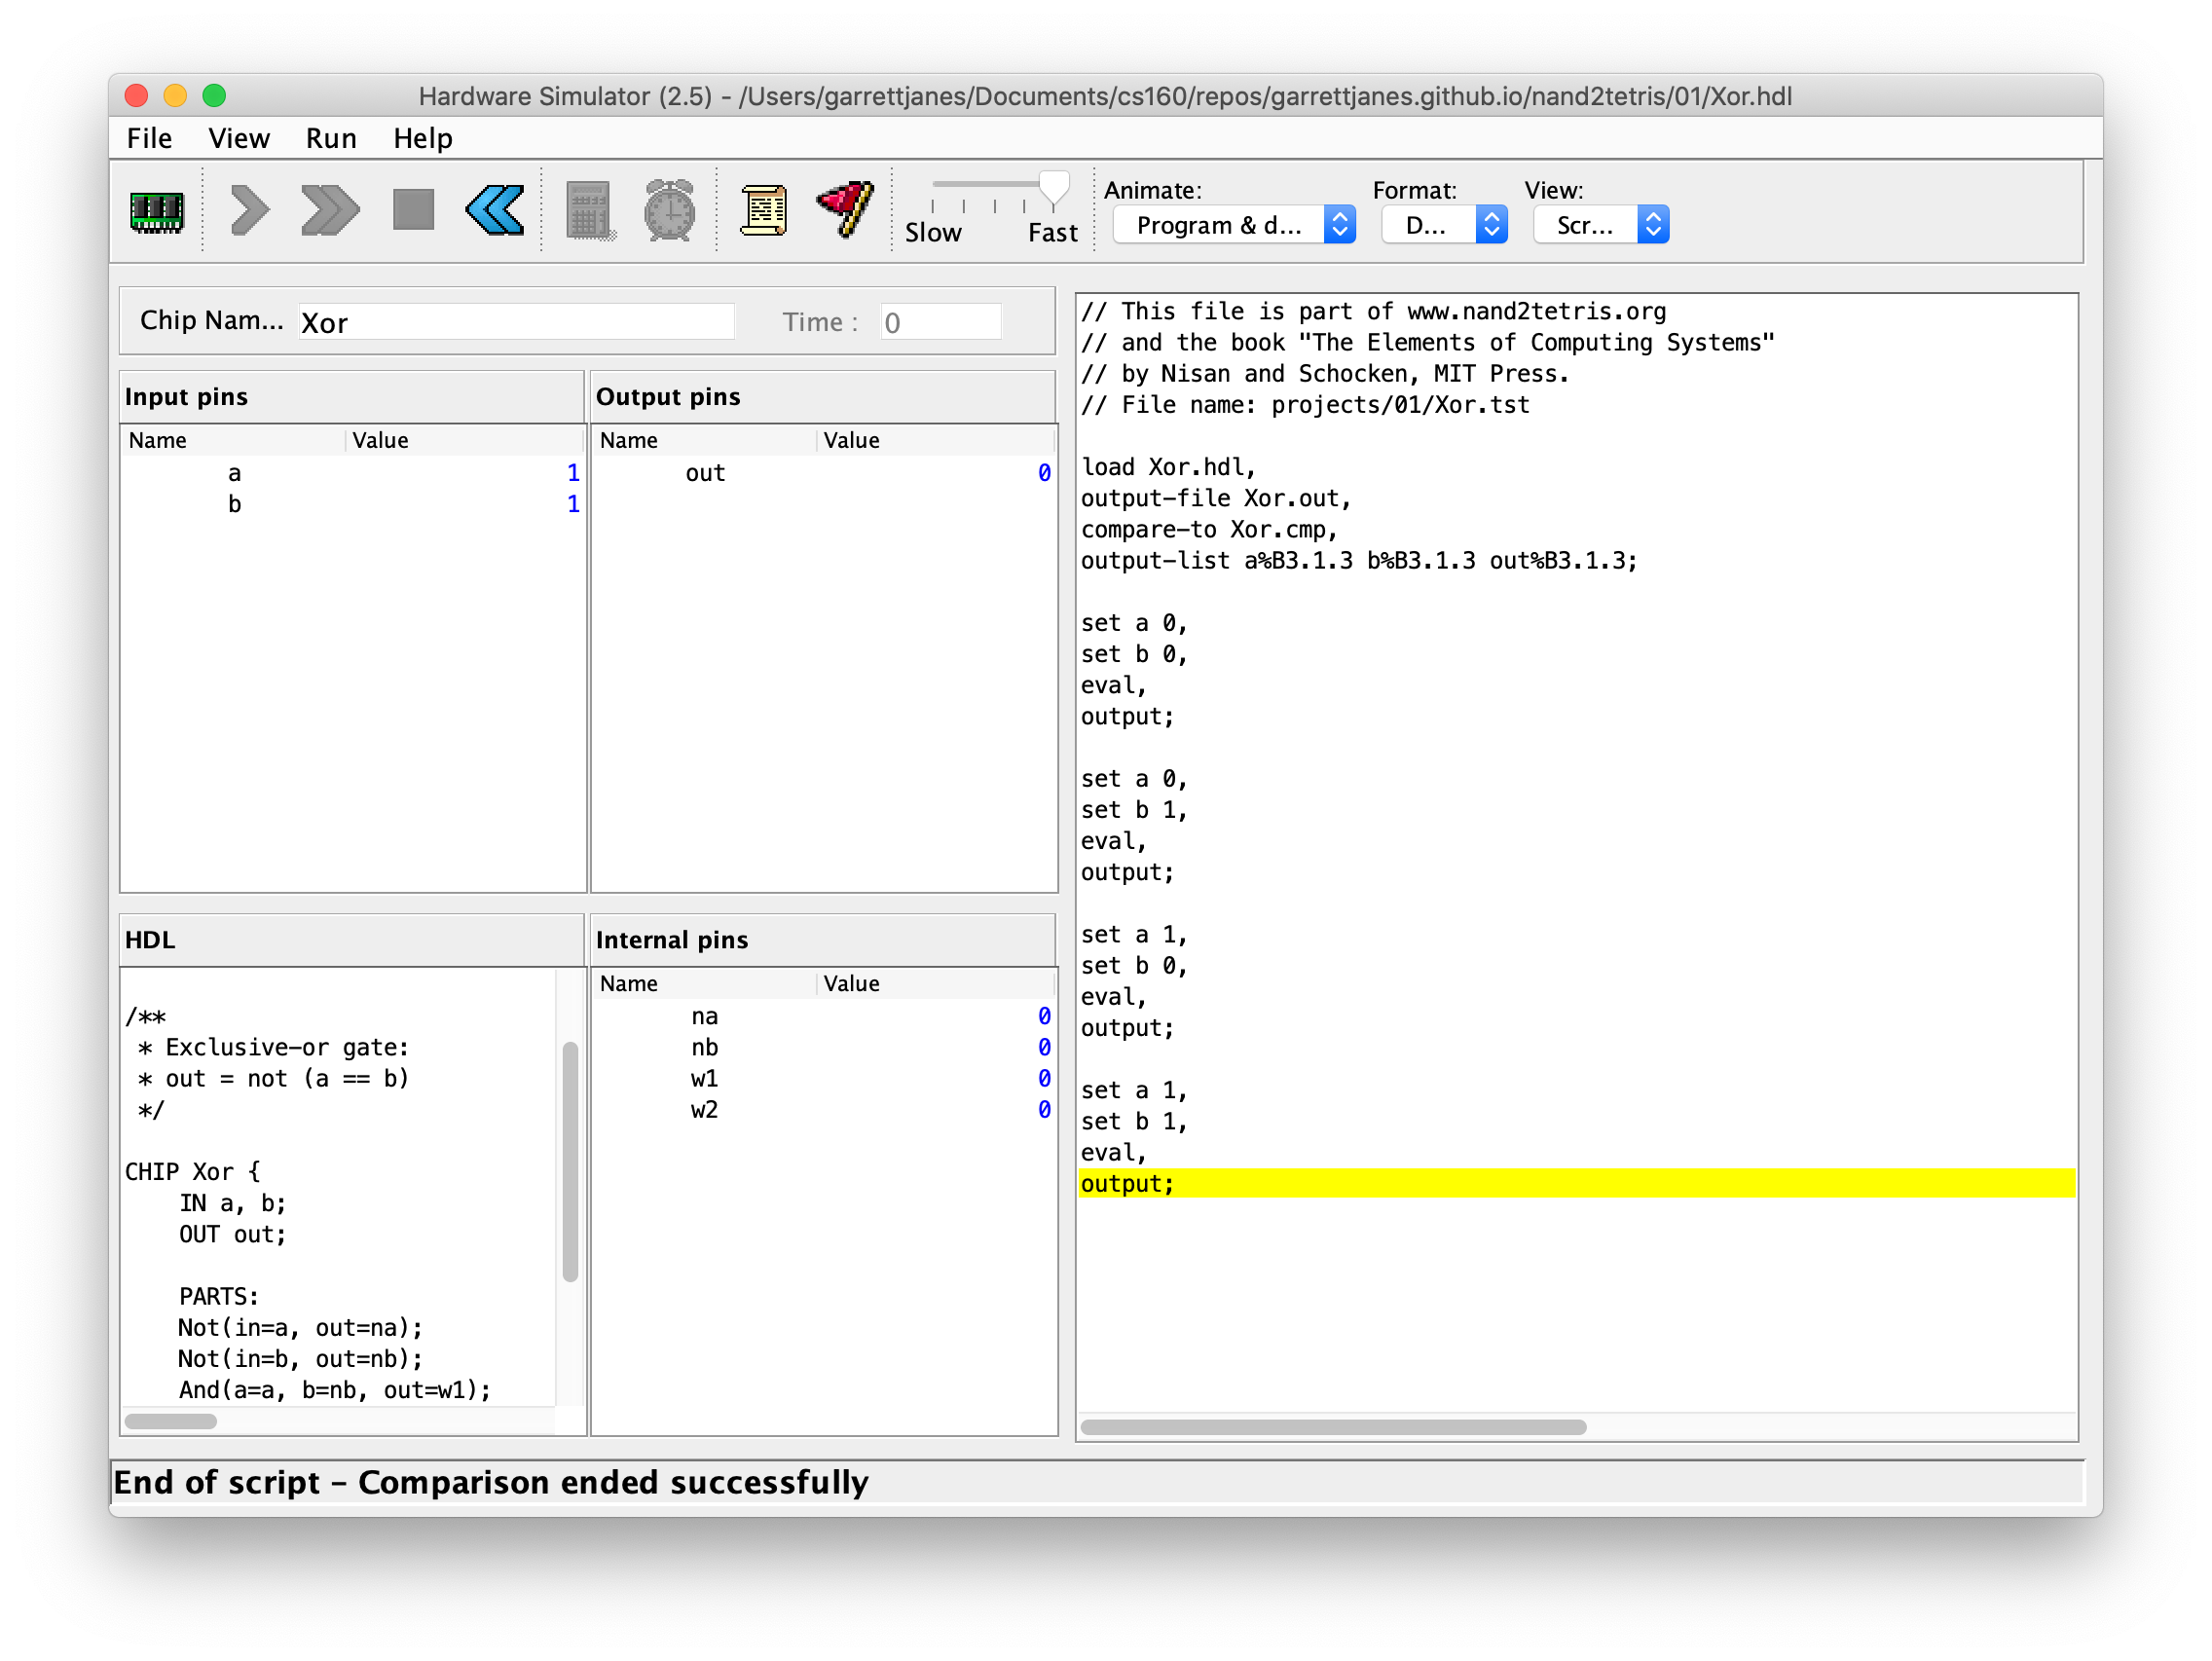 Hardware Simulator (2.5) - /Users/garrettjanes/Documents/cs160/repos/garrettjanes.github.io/nand2tetris/01/Xor.hdl
File View Run Help
Slow Fast
Animate: Format: View:
Program & d... D... Scr...
Chip Nam... Xor Time : 0
Input pins
Name Value
a 1
b 1
Output pins
Name Value
out 0
HDL
/**
 * Exclusive-or gate:
 * out = not (a == b)
 */
CHIP Xor {
    IN a, b;
    OUT out;
    PARTS:
    Not(in=a, out=na);
    Not(in=b, out=nb);
    And(a=a, b=nb, out=w1);
Internal pins
Name Value
na 0
nb 0
w1 0
w2 0
// This file is part of www.nand2tetris.org
// and the book "The Elements of Computing Systems"
// by Nisan and Schocken, MIT Press.
// File name: projects/01/Xor.tst
load Xor.hdl,
output-file Xor.out,
compare-to Xor.cmp,
output-list a%B3.1.3 b%B3.1.3 out%B3.1.3;
set a 0,
set b 0,
eval,
output;
set a 0,
set b 1,
eval,
output;
set a 1,
set b 0,
eval,
output;
set a 1,
set b 1,
eval,
output;
End of script - Comparison ended successfully